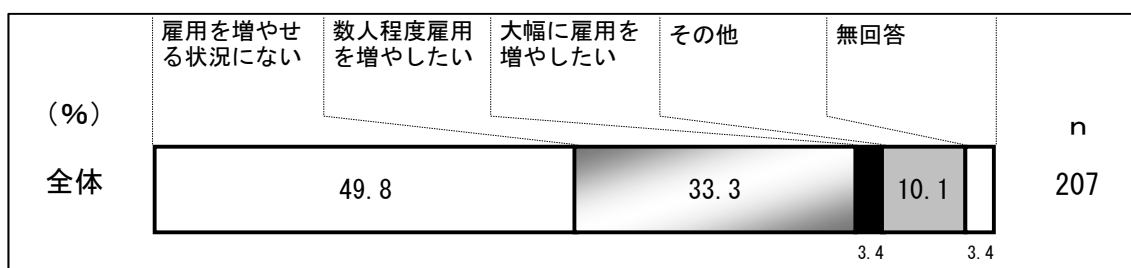 雇用を増やせ
る状況にない
数人程度雇用
を増やしたい
大幅に雇用を
増やしたい
その他
無回答
（％）
n
全体
49.8
33.3
10.1
207
3.4
3.4